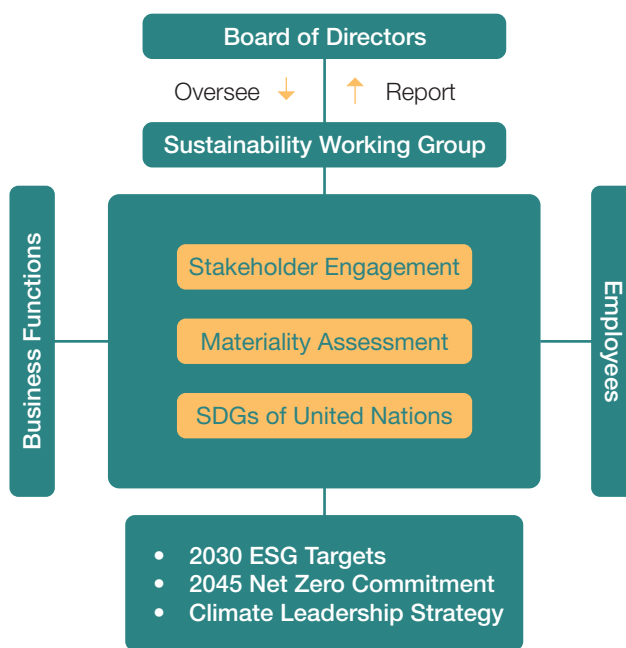 Board of Directors
Oversee ↓ ↑ Report
Sustainability Working Group
Business Functions
Stakeholder Engagement
Materiality Assessment
SDGs of United Nations
Employees
• 2030 ESG Targets
• 2045 Net Zero Commitment
• Climate Leadership Strategy